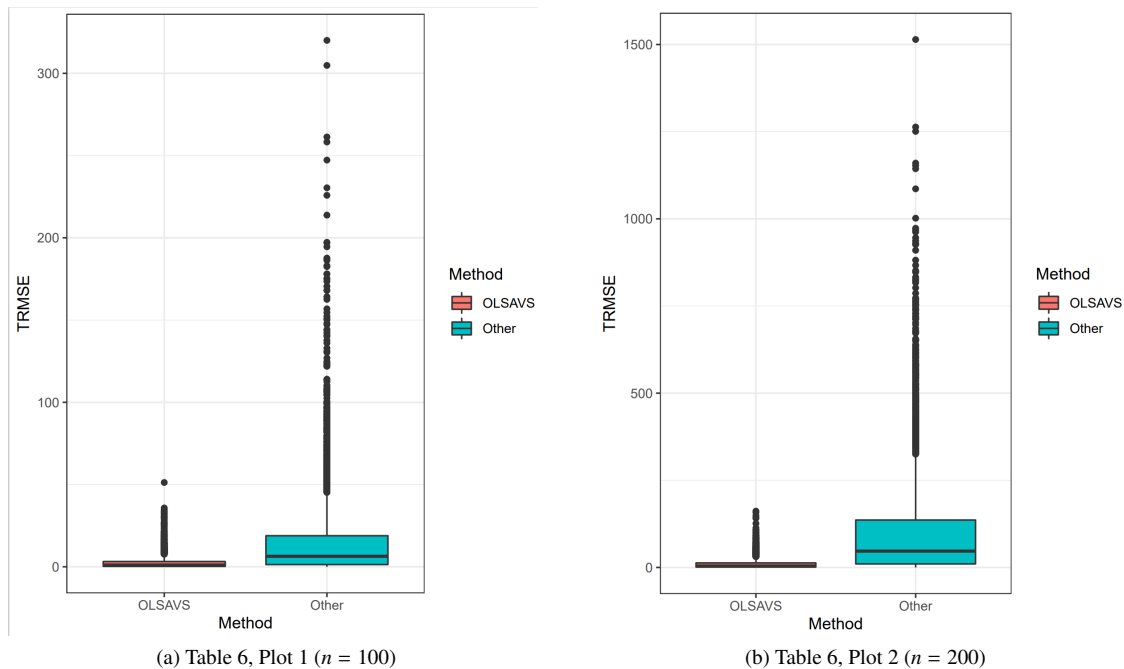 300
200
100
0
TRMSE
OLSAVS
Other
Method
Method
OLSAVS
Other
(a) Table 6, Plot 1 (n = 100)
1500
1000
500
0
TRMSE
OLSAVS
Other
Method
Method
OLSAVS
Other
(b) Table 6, Plot 2 (n = 200)